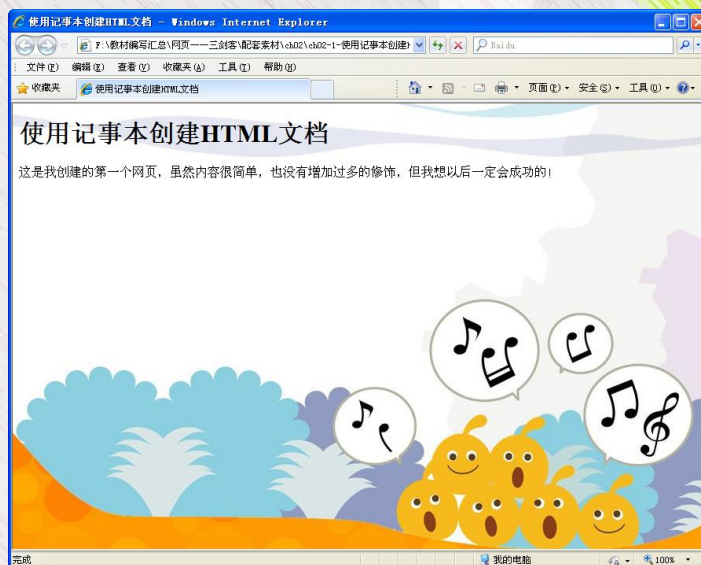 使用记事本创建HTML文档 - Windows Internet Explorer
F:\教材编写汇总\网页——三剑客\配套素材\ch02\ch02-1-使用记事本创建
Baidu
文件(F) 编辑(E) 查看(V) 收藏夹(A) 工具(T) 帮助(H)
收藏夹 使用记事本创建HTML文档 页面(P) 安全(S) 工具(O)
使用记事本创建HTML文档
这是我创建的第一个网页，虽然内容很简单，也没有增加过多的修饰，但我想以后一定会成功的！
完成 我的电脑 100%